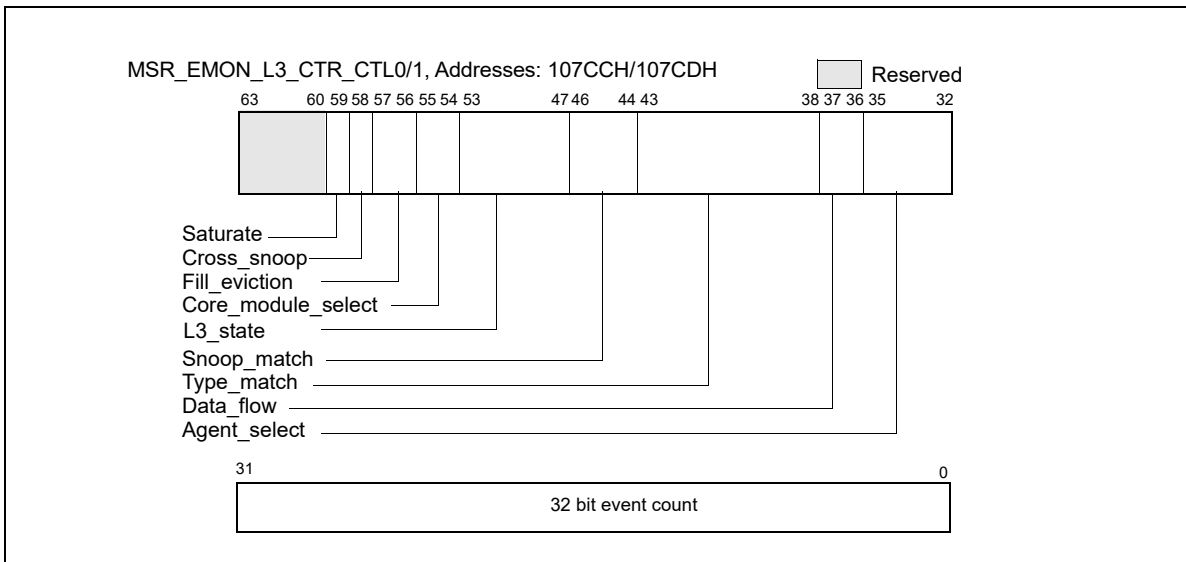 MSR_EMON_L3_CTR_CTL0/1, Addresses: 107CCH/107CDH
Reserved
63 60 59 58 57 56 55 54 53 47 46 44 43 38 37 36 35 32
Saturate
Cross_snoop
Fill_eviction
Core_module_select
L3_state
Snoop_match
Type_match
Data_flow
Agent_select
31 0
32 bit event count